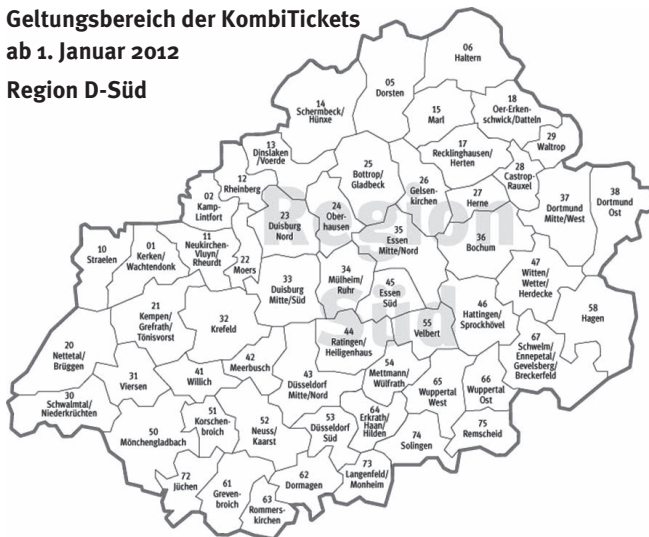 Geltungsbereich der KombiTickets
ab 1. Januar 2012
Region D-Süd
06
Haltern
05
Dorsten
14
Schermbeck/
Hünxe
15
Marl
18
Oer-Erken-
schwick/Datteln
29
Waltrop
13
Dinslaken/
Voerde
17
Recklinghausen/
Herten
25
Bottrop/
Gladbeck
28
Castrop-
Rauxel
12
Rheinberg
26
Gelsen-
kirchen
27
Herne
37
Dortmund
Mitte/West
38
Dortmund
Ost
02
Kamp-
Lintfort
Region
Süd
23
Duisburg
Nord
24
Ober-
hausen
35
Essen
Mitte/Nord
36
Bochum
10
Straelen
01
Kerken/
Wachtendonk
11
Neukirchen-
Vluyn/
Rheurdt
22
Moers
33
Duisburg
Mitte/Süd
34
Mülheim/
Ruhr
45
Essen
Süd
47
Witten/
Wetter/
Herdecke
21
Kempen/
Grefrath/
Tönisvorst
32
Krefeld
44
Ratingen/
Heiligenhaus
55
Velbert
46
Hattingen/
Sprockhövel
58
Hagen
20
Nettetal/
Brüggen
31
Viersen
41
Willich
42
Meerbusch
43
Düsseldorf
Mitte/Nord
54
Mettmann/
Wülfrath
67
Schwelm/
Ennepetal/
Gevelsberg/
Breckerfeld
65
Wuppertal
West
66
Wuppertal
Ost
30
Schwalmtal/
Niederkrüchten
50
Mönchengladbach
51
Korschen-
broich
52
Neuss/
Kaarst
53
Düsseldorf
Süd
64
Erkrath/
Haan/
Hilden
74
Solingen
75
Remscheid
72
Jüchen
61
Greven-
broich
63
Rommers-
kirchen
62
Dormagen
73
Langenfeld/
Monheim